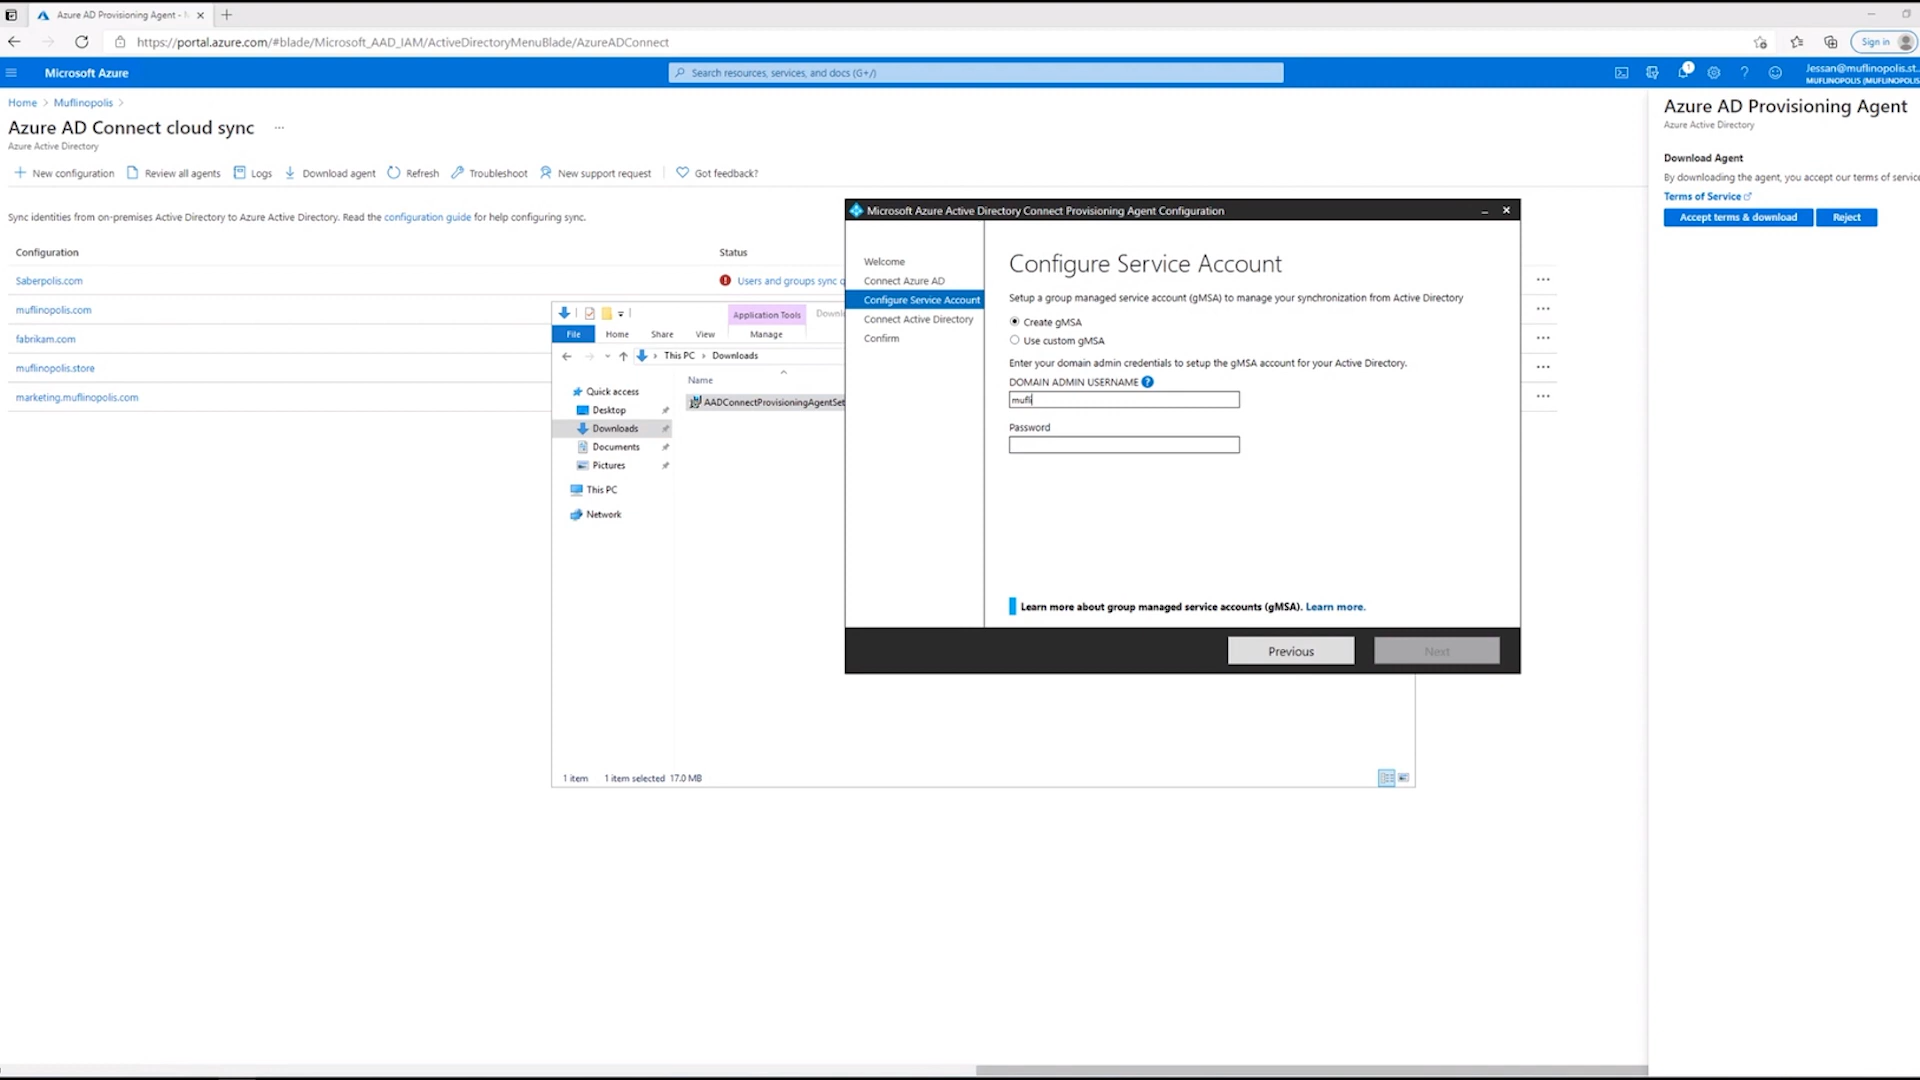 Azure AD Provisioning Agent -
https://portal.azure.com/#blade/Microsoft_AAD_IAM/ActiveDirectoryMenuBlade/AzureADConnect
Sign in
Microsoft Azure
Search resources, services, and docs (G+/)
1
Jessan@muflinopolis.st...
MUFLINOPOLIS (MUFLINOPOLIS
Home > Muflinopolis >
Azure AD Connect cloud sync ...
Azure Active Directory
New configuration
Review all agents
Logs
Download agent
Refresh
Troubleshoot
New support request
Got feedback?
Sync identities from on-premises Active Directory to Azure Active Directory. Read the configuration guide for help configuring sync.
Configuration
Status
Saberpolis.com
Users and groups sync q
muflinopolis.com
fabrikam.com
muflinopolis.store
marketing.muflinopolis.com
Application Tools
Downl
File
Home
Share
View
Manage
This PC > Downloads
Quick access
Desktop
Downloads
Documents
Pictures
This PC
Network
Name
AADConnectProvisioningAgentSet
1 item
1 item selected 17.0 MB
Microsoft Azure Active Directory Connect Provisioning Agent Configuration
Welcome
Connect Azure AD
Configure Service Account
Connect Active Directory
Confirm
Configure Service Account
Setup a group managed service account (gMSA) to manage your synchronization from Active Directory
Create gMSA
Use custom gMSA
Enter your domain admin credentials to setup the gMSA account for your Active Directory.
DOMAIN ADMIN USERNAME ?
mufli
Password
Learn more about group managed service accounts (gMSA). Learn more.
Previous
Next
Azure AD Provisioning Agent
Azure Active Directory
Download Agent
By downloading the agent, you accept our terms of service
Terms of Service
Accept terms & download
Reject